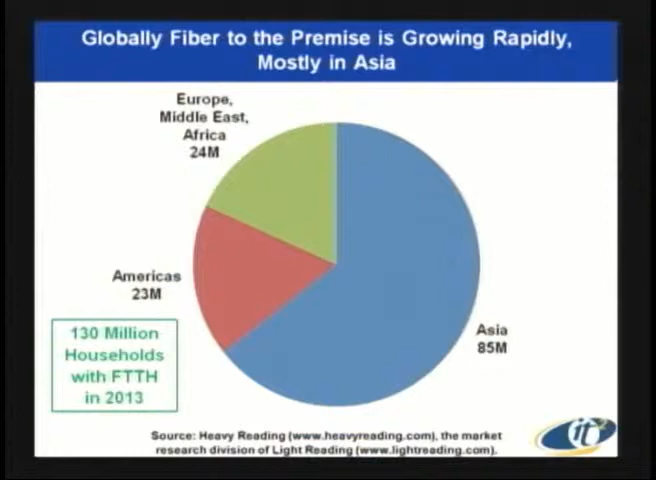 Globally Fiber to the Premise is Growing Rapidly,
Mostly in Asia
Europe,
Middle East,
Africa
24M
Americas
23M
Asia
85M
130 Million
Households
with FTTH
in 2013
Source: Heavy Reading (www.heavyreading.com), the market
research division of Light Reading (www.lightreading.com).
it